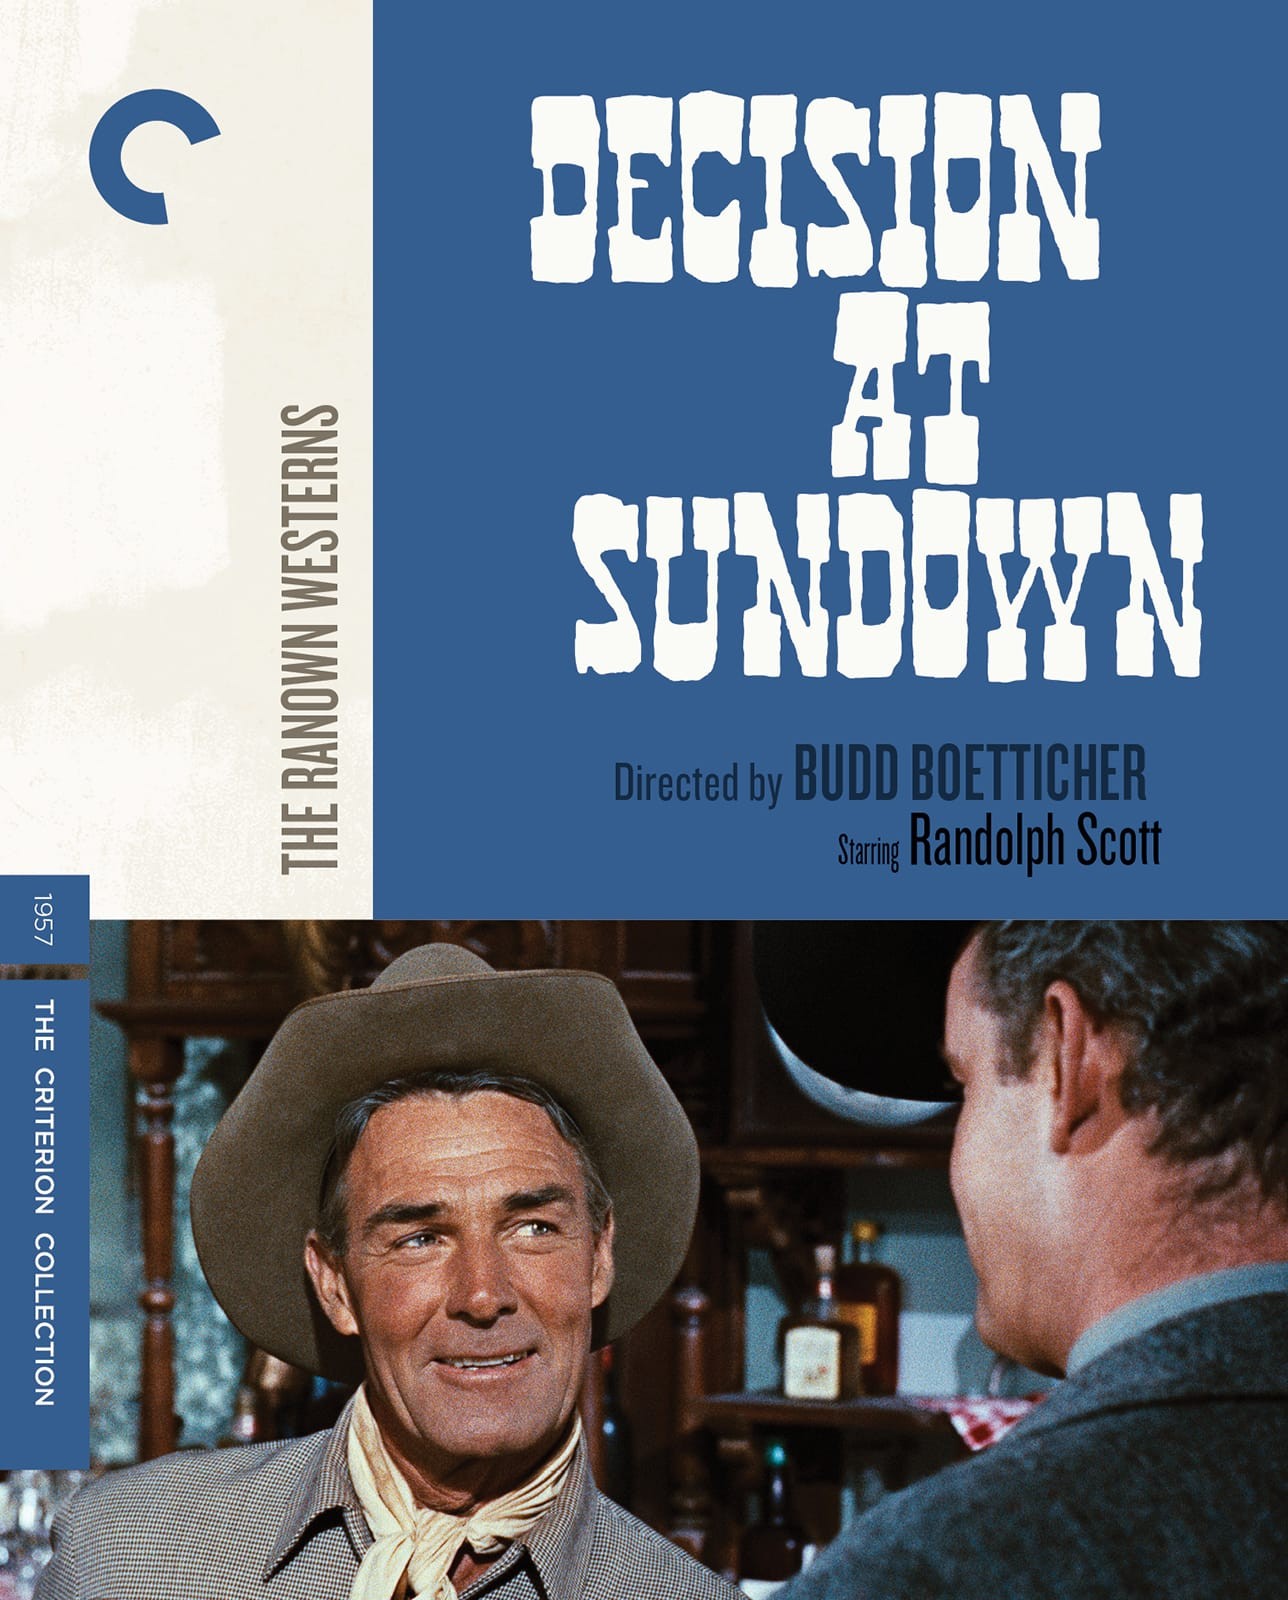 DECISION
AT
SUNDOWN
Directed by BUDD BOETTICHER
Starring Randolph Scott
THE RANOWN WESTERNS
1957
THE CRITERION COLLECTION